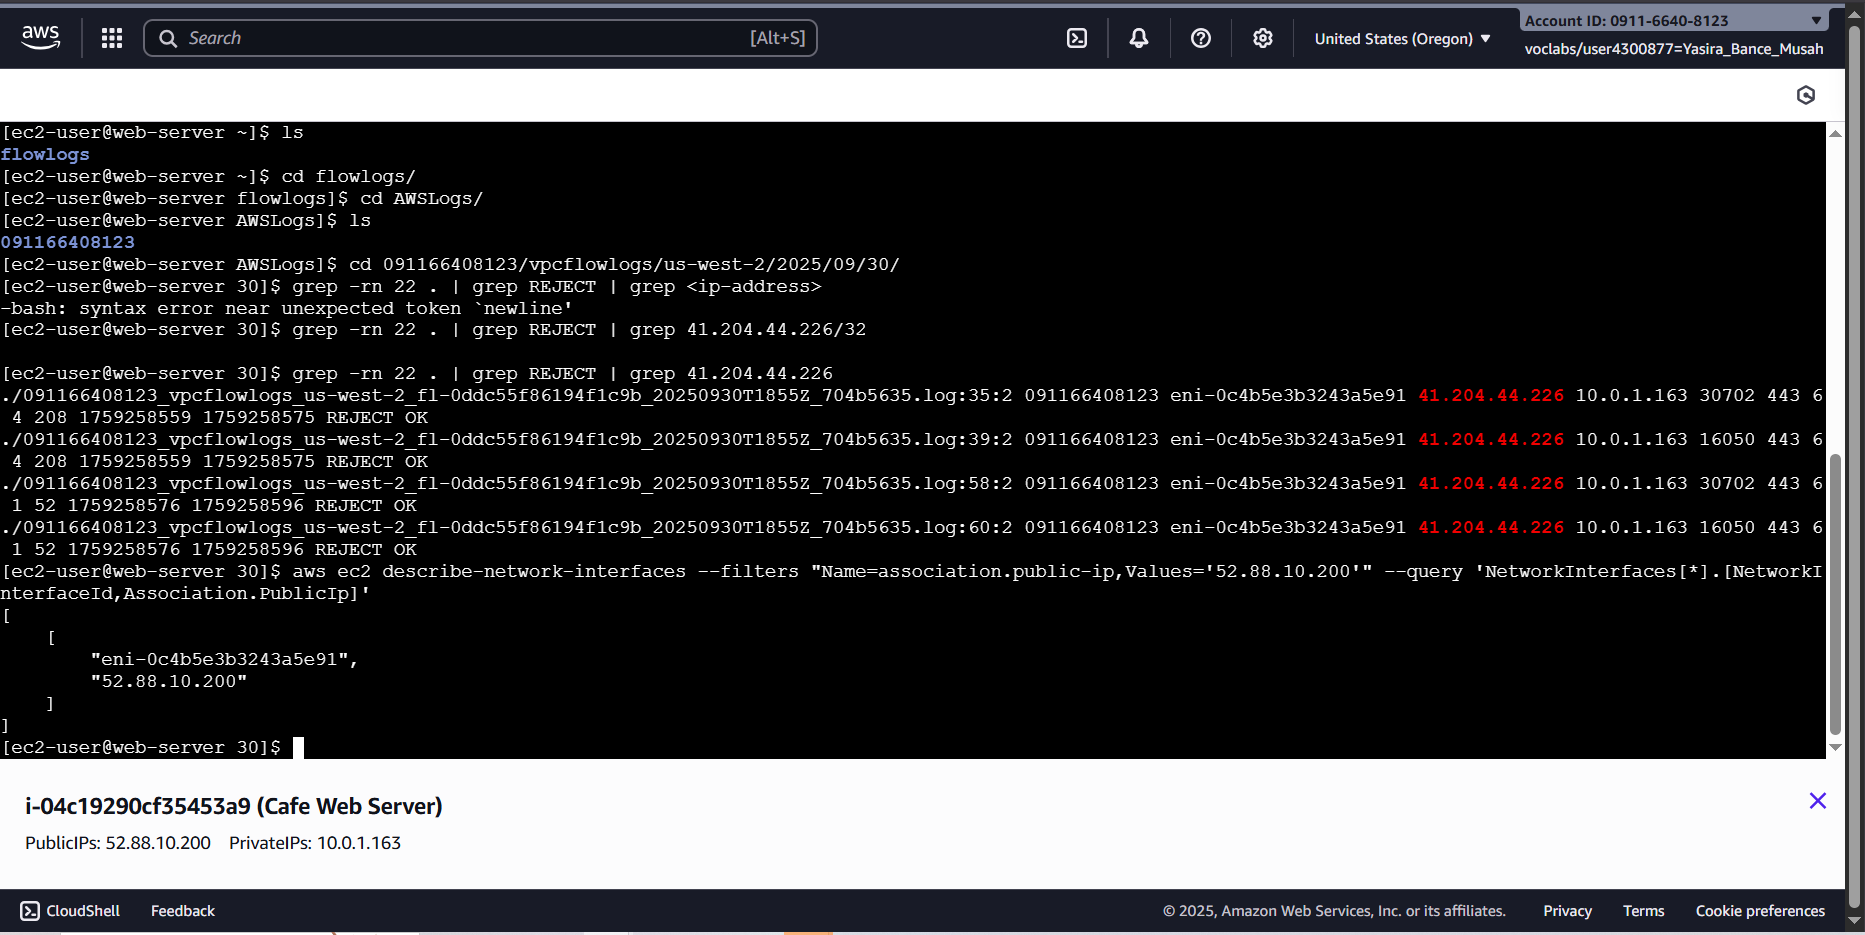 aws
Search
[Alt+S]
United States (Oregon)
Account ID: 0911-6640-8123
voclabs/user4300877=Yasira_Bance_Musah
[ec2-user@web-server ~]$ ls
flowlogs
[ec2-user@web-server ~]$ cd flowlogs/
[ec2-user@web-server flowlogs]$ cd AWSLogs/
[ec2-user@web-server AWSLogs]$ ls
091166408123
[ec2-user@web-server AWSLogs]$ cd 091166408123/vpcflowlogs/us-west-2/2025/09/30/
[ec2-user@web-server 30]$ grep -rn 22 . | grep REJECT | grep <ip-address>
-bash: syntax error near unexpected token `newline'
[ec2-user@web-server 30]$ grep -rn 22 . | grep REJECT | grep 41.204.44.226/32
[ec2-user@web-server 30]$ grep -rn 22 . | grep REJECT | grep 41.204.44.226
./091166408123_vpcflowlogs_us-west-2_fl-0ddc55f86194f1c9b_20250930T1855Z_704b5635.log:35:2 091166408123 eni-0c4b5e3b3243a5e91 41.204.44.226 10.0.1.163 30702 443 6
4 208 1759258559 1759258575 REJECT OK
./091166408123_vpcflowlogs_us-west-2_fl-0ddc55f86194f1c9b_20250930T1855Z_704b5635.log:39:2 091166408123 eni-0c4b5e3b3243a5e91 41.204.44.226 10.0.1.163 16050 443 6
4 208 1759258559 1759258575 REJECT OK
./091166408123_vpcflowlogs_us-west-2_fl-0ddc55f86194f1c9b_20250930T1855Z_704b5635.log:58:2 091166408123 eni-0c4b5e3b3243a5e91 41.204.44.226 10.0.1.163 30702 443 6
1 52 1759258576 1759258596 REJECT OK
./091166408123_vpcflowlogs_us-west-2_fl-0ddc55f86194f1c9b_20250930T1855Z_704b5635.log:60:2 091166408123 eni-0c4b5e3b3243a5e91 41.204.44.226 10.0.1.163 16050 443 6
1 52 1759258576 1759258596 REJECT OK
[ec2-user@web-server 30]$ aws ec2 describe-network-interfaces --filters "Name=association.public-ip,Values='52.88.10.200'" --query 'NetworkInterfaces[*].[NetworkI
nterfaceId,Association.PublicIp]'
[
[
"eni-0c4b5e3b3243a5e91",
"52.88.10.200"
]
]
[ec2-user@web-server 30]$
i-04c19290cf35453a9 (Cafe Web Server)
PublicIPs: 52.88.10.200 PrivateIPs: 10.0.1.163
CloudShell Feedback © 2025, Amazon Web Services, Inc. or its affiliates. Privacy Terms Cookie preferences